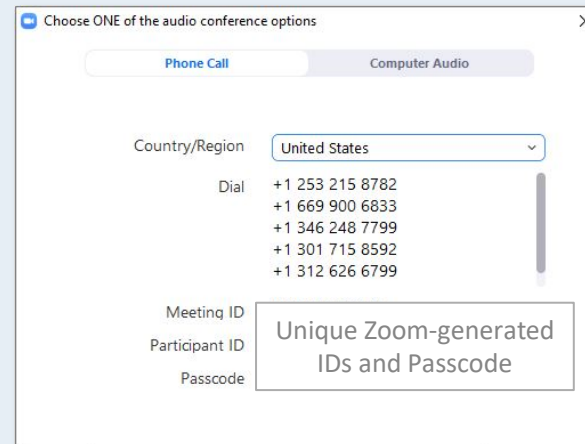 Choose ONE of the audio conference options
Phone Call Computer Audio
Country/Region United States
Dial +1 253 215 8782
+1 669 900 6833
+1 346 248 7799
+1 301 715 8592
+1 312 626 6799
Meeting ID
Participant ID
Passcode
Unique Zoom-generated
IDs and Passcode